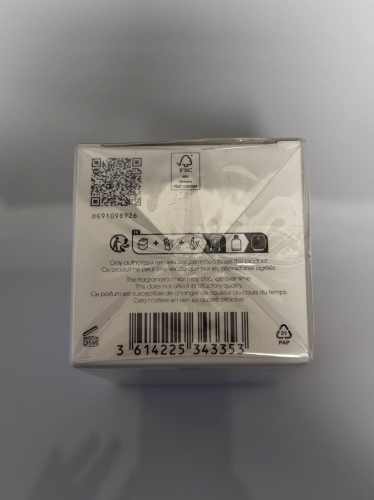 FSC
MIX
0691098926
Only authorized retailers are permitted to sell this product.
Ce produit ne peut être vendu que par les dépositaires agréés.
The fragrance's color may change over time.
This does not affect its olfactory quality.
Ce parfum est susceptible de changer de couleur au cours du temps.
Cela n'altère en rien sa qualité olfactive.
3 614225 343353
21
PAP